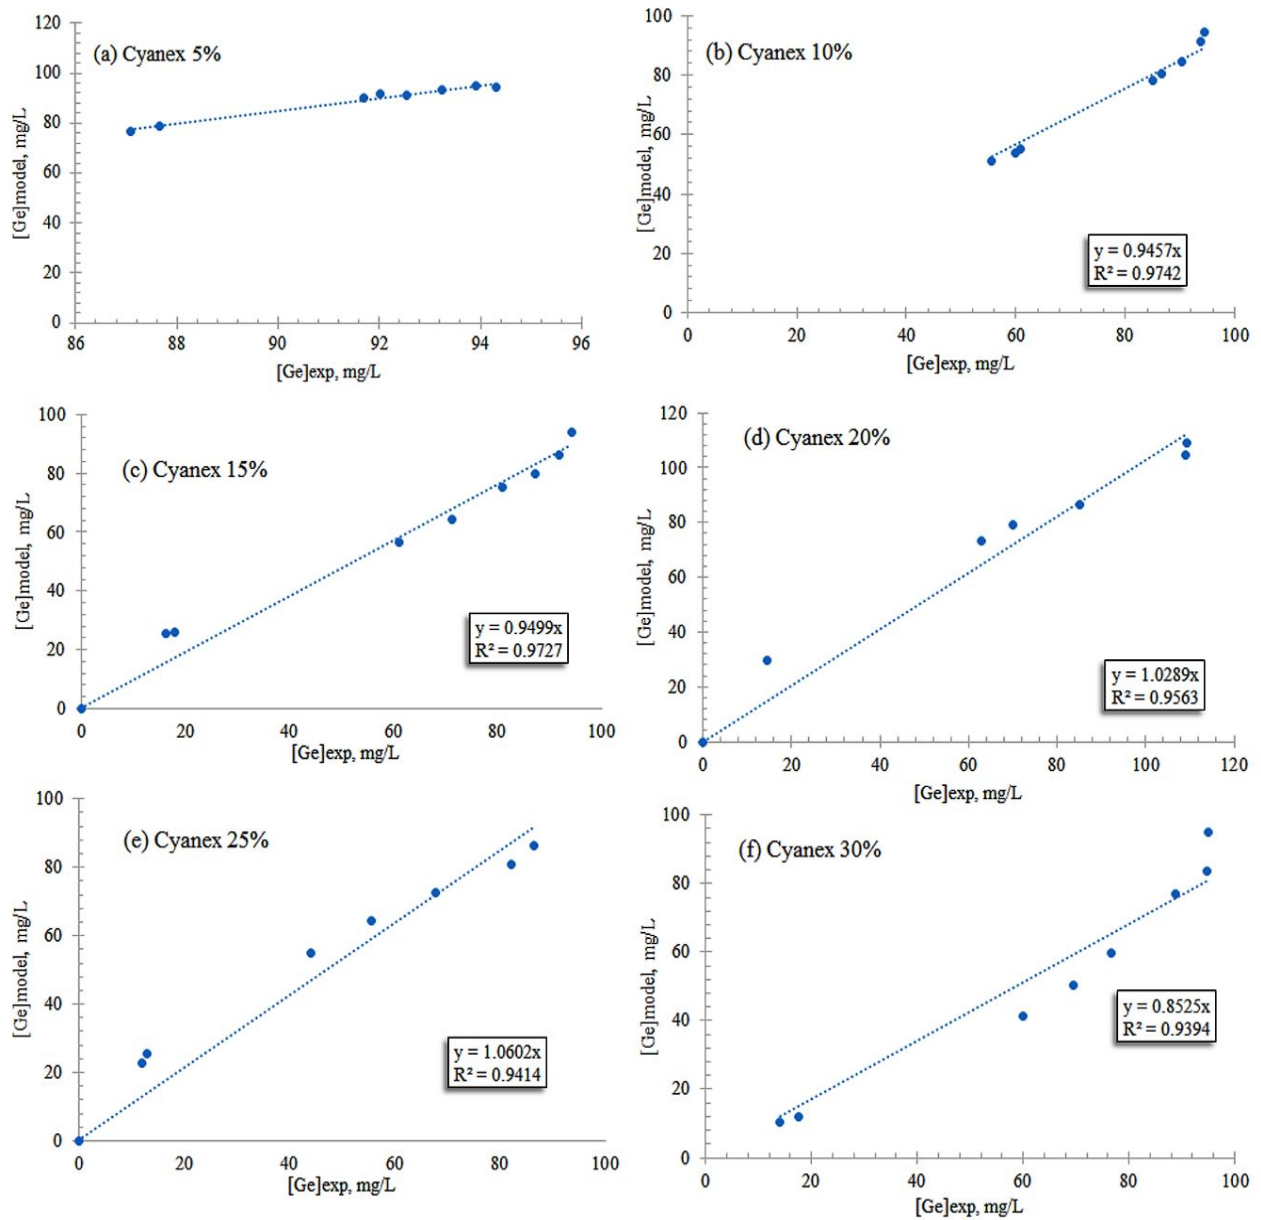 (a) Cyanex 5%
[Ge]model, mg/L
120
100
80
60
40
20
0
86 88 90 92 94 96
[Ge]exp, mg/L
(b) Cyanex 10%
[Ge]model, mg/L
100
80
60
40
20
0
y = 0.9457x
R² = 0.9742
0 20 40 60 80 100
[Ge]exp, mg/L
(c) Cyanex 15%
[Ge]model, mg/L
100
80
60
40
20
0
y = 0.9499x
R² = 0.9727
0 20 40 60 80 100
[Ge]exp, mg/L
(d) Cyanex 20%
[Ge]model, mg/L
120
100
80
60
40
20
0
y = 1.0289x
R² = 0.9563
0 20 40 60 80 100 120
[Ge]exp, mg/L
(e) Cyanex 25%
[Ge]model, mg/L
100
80
60
40
20
0
y = 1.0602x
R² = 0.9414
0 20 40 60 80 100
[Ge]exp, mg/L
(f) Cyanex 30%
[Ge]model, mg/L
100
80
60
40
20
0
y = 0.8525x
R² = 0.9394
0 20 40 60 80 100
[Ge]exp, mg/L